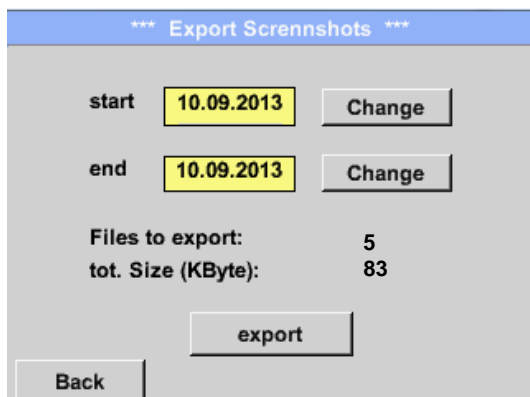 *** Export Scrennshots ***
start 10.09.2013 Change
end 10.09.2013 Change
Files to export: 5
tot. Size (KByte): 83
export
Back